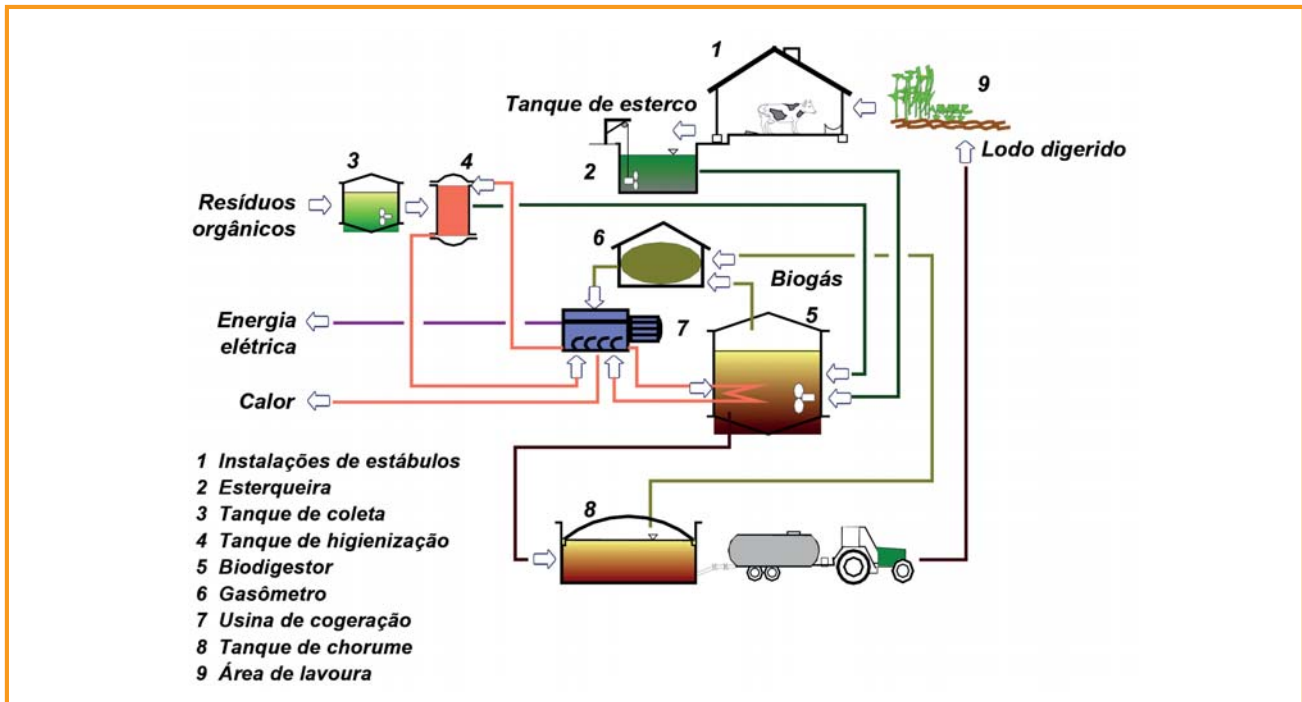 1
Tanque de esterco
9
Lodo digerido
2
3
4
Resíduos
orgânicos
6
Biogás
5
Energia
elétrica
7
Calor
1 Instalações de estábulos
2 Esterqueira
3 Tanque de coleta
4 Tanque de higienização
5 Biodigestor
6 Gasômetro
7 Usina de cogeração
8 Tanque de chorume
9 Área de lavoura
8